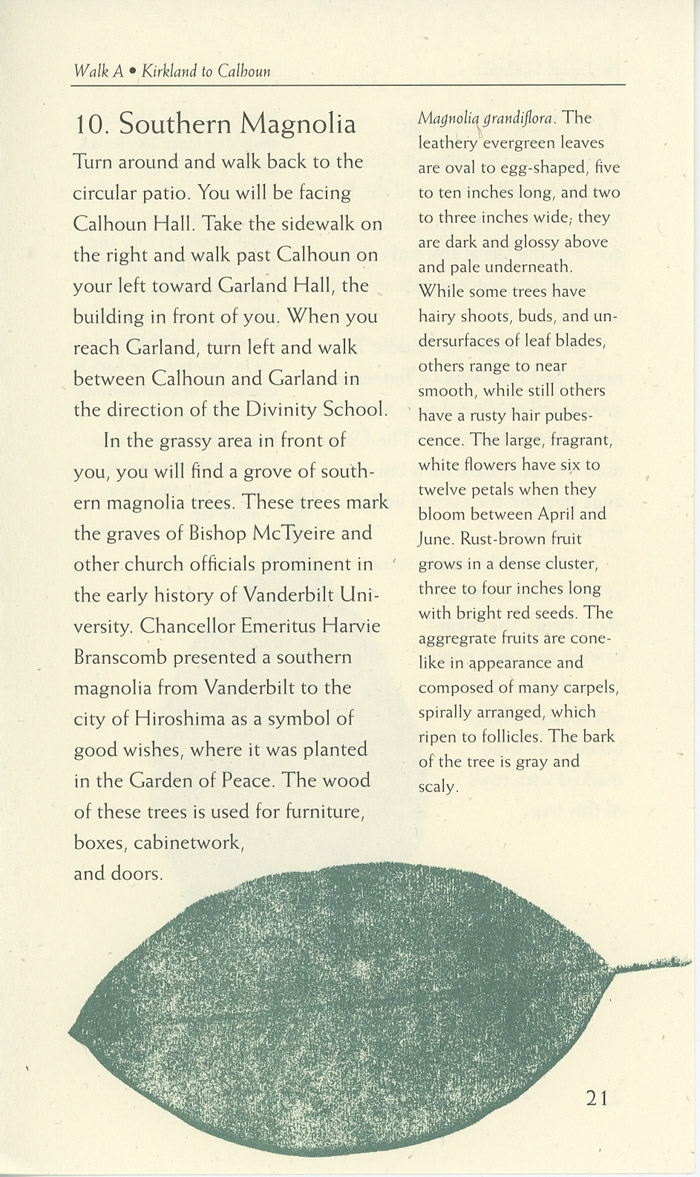 Walk A • Kirkland to Calhoun
10. Southern Magnolia
Turn around and walk back to the
circular patio. You will be facing
Calhoun Hall. Take the sidewalk on
the right and walk past Calhoun on
your left toward Garland Hall, the
building in front of you. When you
reach Garland, turn left and walk
between Calhoun and Garland in
the direction of the Divinity School.
In the grassy area in front of
you, you will find a grove of south-
ern magnolia trees. These trees mark
the graves of Bishop McTyeire and
other church officials prominent in
the early history of Vanderbilt Uni-
versity. Chancellor Emeritus Harvie
Branscomb presented a southern
magnolia from Vanderbilt to the
city of Hiroshima as a symbol of
good wishes, where it was planted
in the Garden of Peace. The wood
of these trees is used for furniture,
boxes, cabinetwork,
and doors.
Magnolia grandiflora. The
leathery evergreen leaves
are oval to egg-shaped, five
to ten inches long, and two
to three inches wide; they
are dark and glossy above
and pale underneath.
While some trees have
hairy shoots, buds, and un-
dersurfaces of leaf blades,
others range to near
smooth, while still others
have a rusty hair pubes-
cence. The large, fragrant,
white flowers have six to
twelve petals when they
bloom between April and
June. Rust-brown fruit
grows in a dense cluster,
three to four inches long
with bright red seeds. The
aggregrate fruits are cone-
like in appearance and
composed of many carpels,
spirally arranged, which
ripen to follicles. The bark
of the tree is gray and
scaly.
21